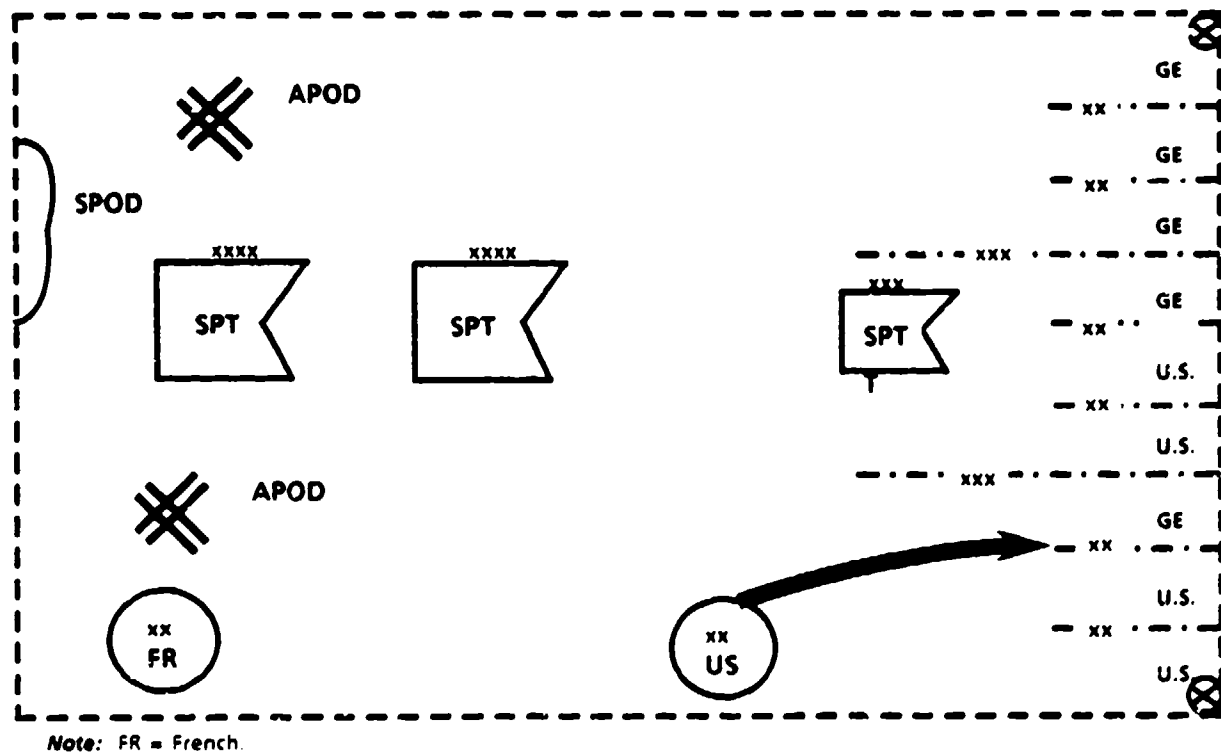 GE
APOD
xx
GE
xx
SPOD
GE
xxxx
xxxx
xxx
xxx
GE
SPT
SPT
SPT
xx
U.S.
xx
U.S.
xxx
APOD
GE
xx
U.S.
xx
FR
xx
US
xx
U.S.
Note: FR = French.